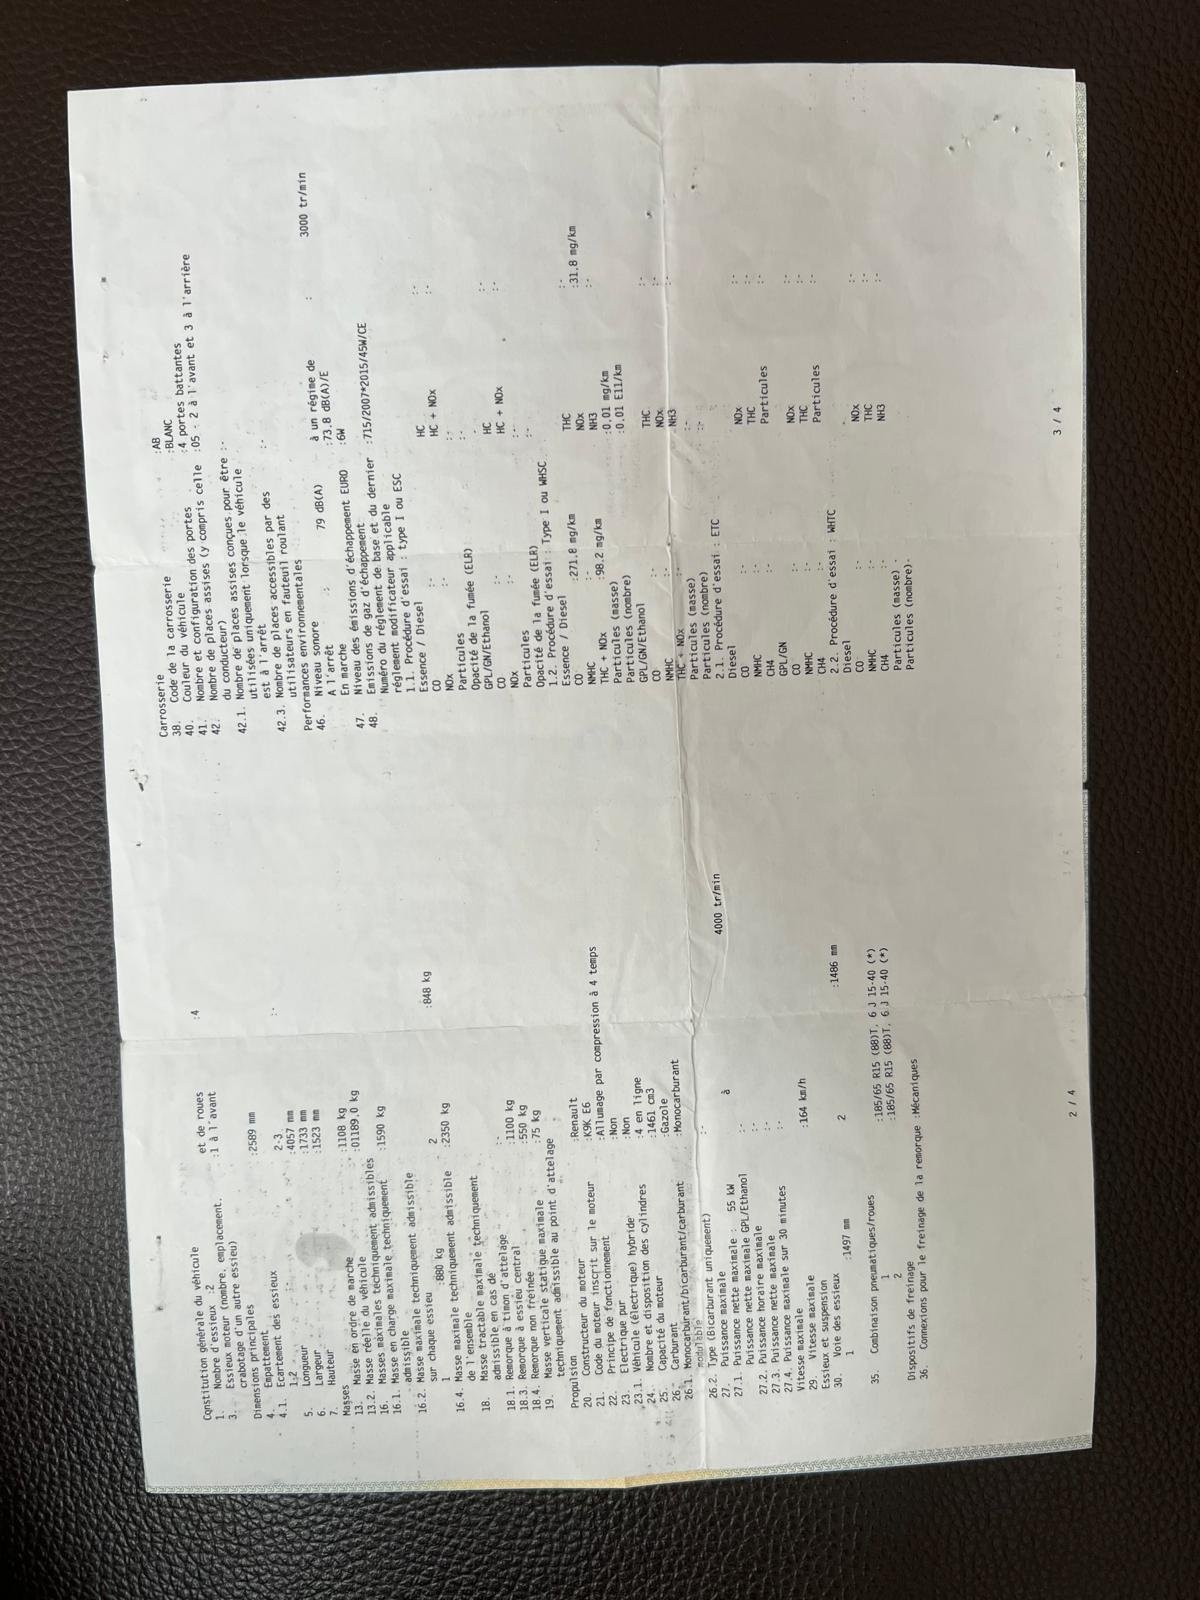 Constitution générale du véhicule
1. Nombre d'essieux :2 et de roues :4
3. Essieux moteur (nombre, emplacement, :1 à l'avant
crabotage d'un autre essieu)
Dimensions principales
4. Empattement :2589 mm
4.1. Ecartement des essieux
1.2 :- 2-3 :-
5. Longueur :4057 mm
6. Largeur :1733 mm
7. Hauteur :1523 mm
Masses
13. Masse en ordre de marche :1108 kg
13.2. Masse réelle du véhicule :01189,0 kg
16. Masses maximales techniquement admissibles
16.1. Masse en charge maximale techniquement :1590 kg
admissible
16.2. Masse maximale techniquement admissible
sur chaque essieu
1 :880 kg 2 :848 kg
16.4. Masse maximale techniquement admissible :2350 kg
de l'ensemble
18. Masse tractable maximale techniquement
admissible en cas de
18.1. Remorque à timon d'attelage :-
18.3. Remorque à essieu central :1100 kg
18.4. Remorque non freinée :550 kg
19. Masse verticale statique maximale :75 kg
techniquement admissible au point d'attelage
Propulsion
20. Constructeur du moteur :Renault
21. Code du moteur inscrit sur le moteur :K9K E6
22. Principe de fonctionnement :Allumage par compression à 4 temps
23. Electrique pur :Non
23.1. Véhicule (électrique) hybride :Non
24. Nombre et disposition des cylindres :4 en ligne
25. Capacité du moteur :1461 cm3
26. Carburant :Gazole
26.1. Monocarburant/bicarburant/carburant :Monocarburant
modulable
26.2. Type (Bicarburant uniquement) :-
27. Puissance maximale
27.1. Puissance nette maximale : 55 kW à 4000 tr/min
Puissance nette maximale GPL/Ethanol :-
27.2. Puissance horaire maximale :-
27.3. Puissance nette maximale :-
27.4. Puissance maximale sur 30 minutes :-
Vitesse maximale
29. Vitesse maximale :164 km/h
Essieux et suspension
30. Voie des essieux
1 :1497 mm 2 :1486 mm
35. Combinaison pneumatiques/roues
1 :185/65 R15 (88)T, 6 J 15-40 (*)
2 :185/65 R15 (88)T, 6 J 15-40 (*)
Dispositifs de freinage
36. Connexions pour le freinage de la remorque :Mécaniques
2 / 4
Carrosserie
38. Code de la carrosserie :AB
40. Couleur du véhicule :BLANC
41. Nombre et configuration des portes :4 portes battantes
42. Nombre de places assises (y compris celle :05 - 2 à l'avant et 3 à l'arrière
du conducteur)
42.1. Nombre de places assises conçues pour être :-
utilisées uniquement lorsque le véhicule
est à l'arrêt
42.3. Nombre de places accessibles par des :-
utilisateurs en fauteuil roulant
Performances environnementales
46. Niveau sonore
A l'arrêt : 79 dB(A) à un régime de : 3000 tr/min
En marche :73,8 dB(A)/E
47. Niveau des émissions d'échappement EURO :6W
48. Emissions de gaz d'échappement
Numéro du règlement de base et du dernier :715/2007*2015/45W/CE
règlement modificateur applicable
1.1. Procédure d'essai : type I ou ESC
Essence / Diesel
CO :- HC :-
NOx :- HC + NOx :-
Particules :-
Opacité de la fumée (ELR) :-
GPL/GN/Ethanol
CO :- HC :-
NOx :- HC + NOx :-
Particules :-
Opacité de la fumée (ELR) :-
1.2. Procédure d'essai : Type I ou WHSC
Essence / Diesel
CO :271.8 mg/km THC :-
NMHC :- NOx :31.8 mg/km
THC + NOx :98.2 mg/km NH3 :-
Particules (masse) :0.01 mg/km
Particules (nombre) :0.01 E11/km
GPL/GN/Ethanol
CO :- THC :-
NMHC :- NOx :-
THC + NOx :- NH3 :-
Particules (masse) :-
Particules (nombre) :-
2.1. Procédure d'essai : ETC
Diesel
CO :- NOx :-
NMHC :- THC :-
CH4 :- Particules :-
GPL/GN
CO :- NOx :-
NMHC :- THC :-
CH4 :- Particules :-
2.2. Procédure d'essai : WHTC
Diesel
CO :- NOx :-
NMHC :- THC :-
CH4 :- NH3 :-
Particules (masse)
Particules (nombre)
3 / 4